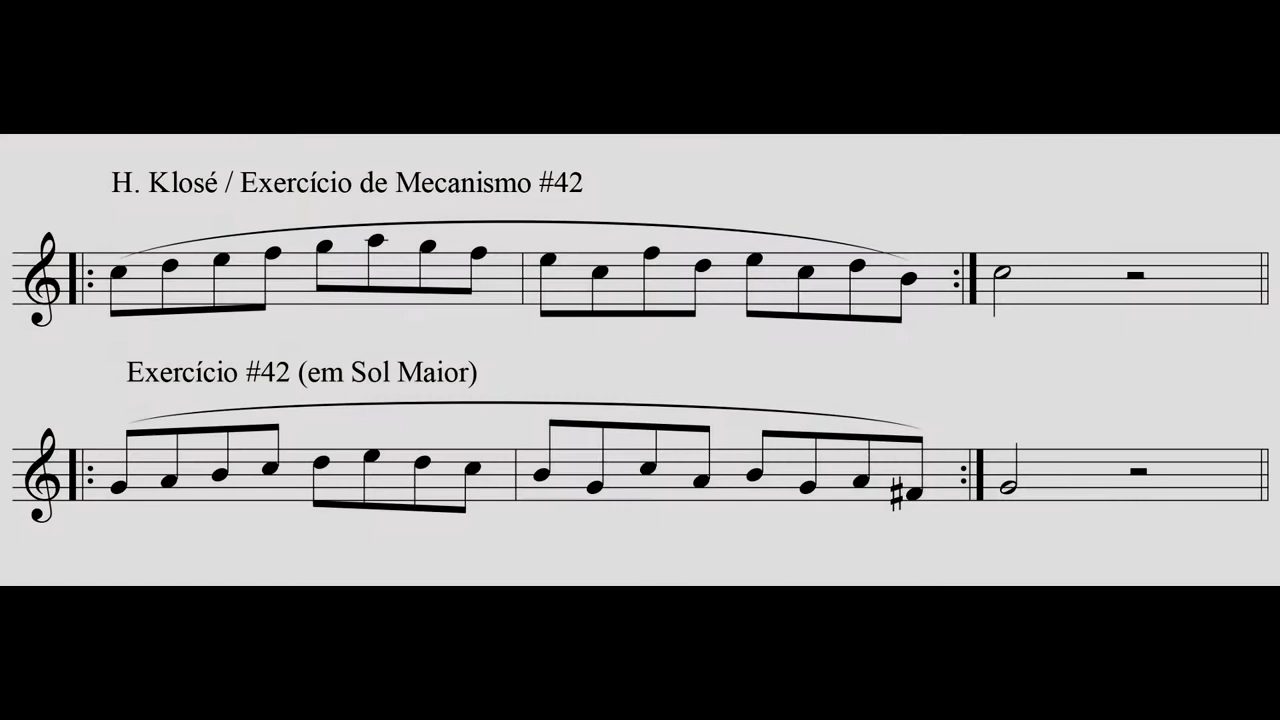 H. Klosé / Exercício de Mecanismo #42
Exercício #42 (em Sol Maior)